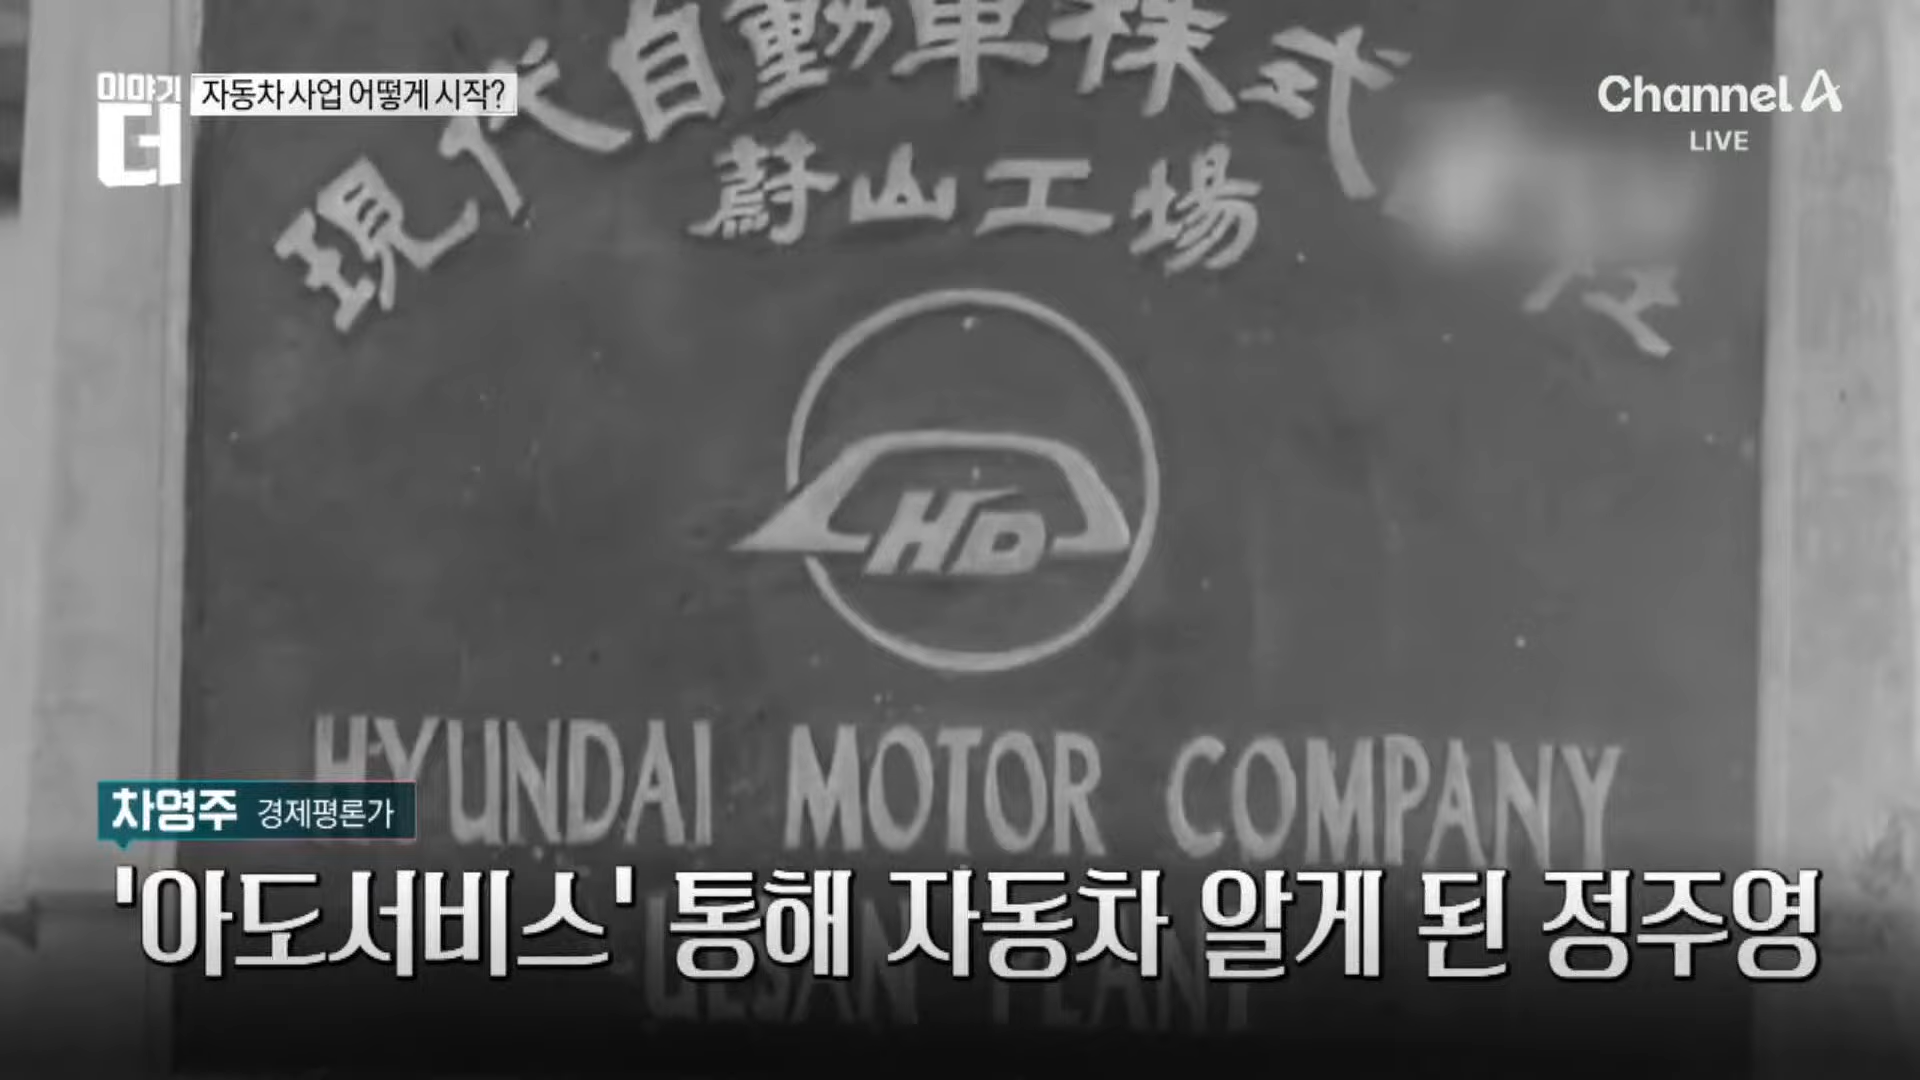 이야기
더
자동차 사업 어떻게 시작?
Channel A
LIVE
現代自動車株式
蔚山工場
HD
HYUNDAI MOTOR COMPANY
차영주 경제평론가
'아도서비스' 통해 자동차 알게 된 정주영
PLANT